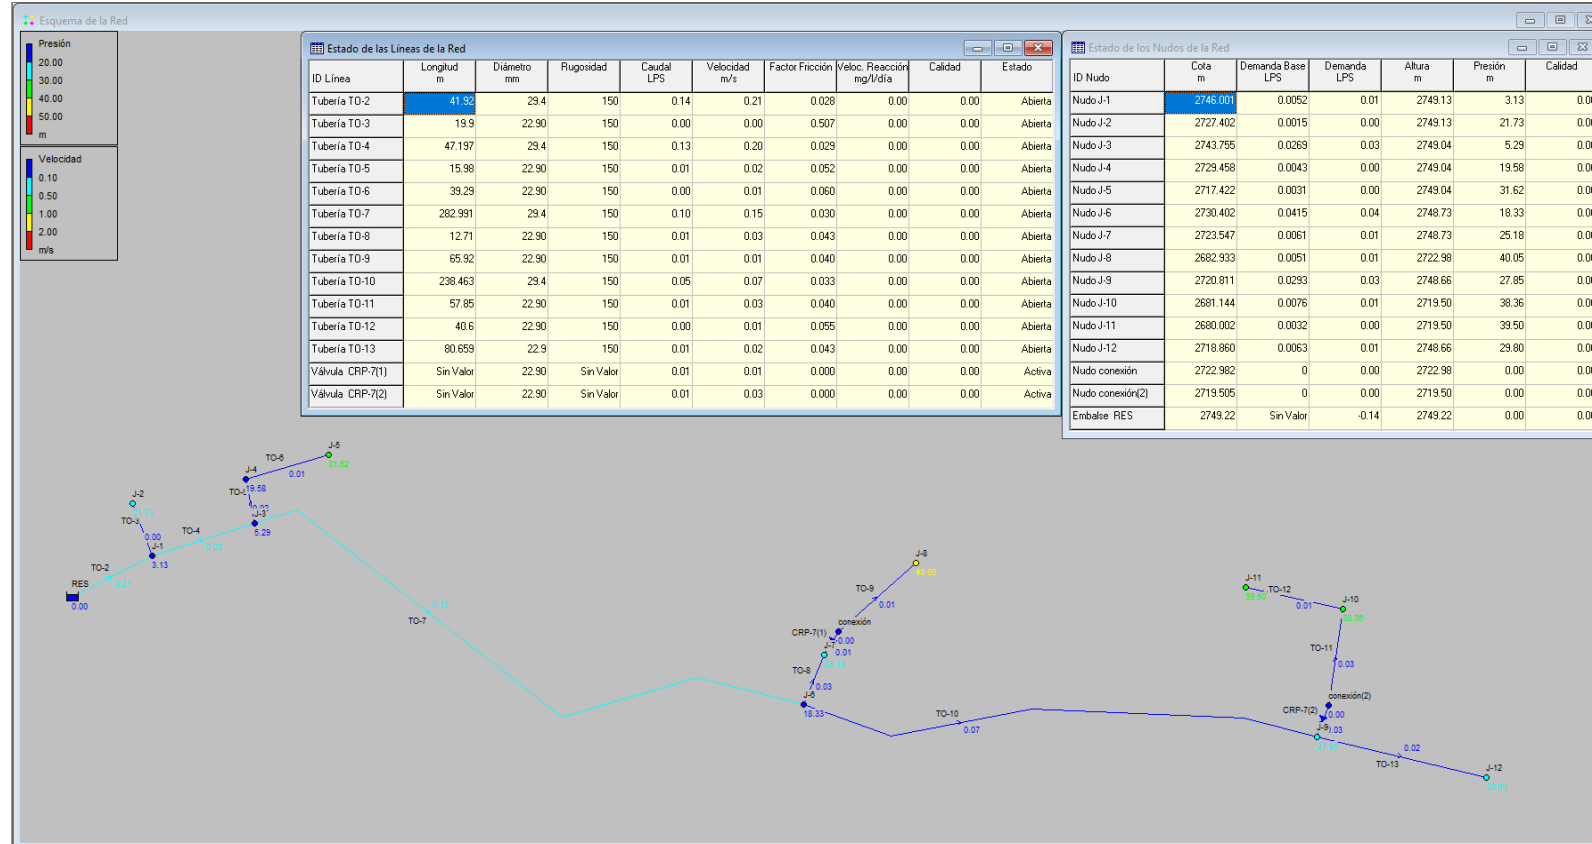 Esquema de la Red
Presión
20.00
30.00
40.00
50.00
m
Velocidad
0.10
0.50
1.00
2.00
m/s
Estado de las Líneas de la Red
ID Línea Longitud m Diámetro mm Rugosidad Caudal LPS Velocidad m/s Factor Fricción Veloc. Reacción mg/l/día Calidad Estado
Tubería TO-2 41.92 29.4 150 0.14 0.21 0.028 0.00 0.00 Abierta
Tubería TO-3 19.9 22.90 150 0.00 0.00 0.507 0.00 0.00 Abierta
Tubería TO-4 47.197 29.4 150 0.13 0.20 0.029 0.00 0.00 Abierta
Tubería TO-5 15.98 22.90 150 0.01 0.02 0.052 0.00 0.00 Abierta
Tubería TO-6 39.29 22.90 150 0.00 0.01 0.060 0.00 0.00 Abierta
Tubería TO-7 282.991 29.4 150 0.10 0.15 0.030 0.00 0.00 Abierta
Tubería TO-8 12.71 22.90 150 0.01 0.03 0.043 0.00 0.00 Abierta
Tubería TO-9 65.92 22.90 150 0.01 0.01 0.040 0.00 0.00 Abierta
Tubería TO-10 238.463 29.4 150 0.05 0.07 0.033 0.00 0.00 Abierta
Tubería TO-11 57.85 22.90 150 0.01 0.03 0.040 0.00 0.00 Abierta
Tubería TO-12 40.6 22.90 150 0.00 0.01 0.055 0.00 0.00 Abierta
Tubería TO-13 80.659 22.9 150 0.01 0.02 0.043 0.00 0.00 Abierta
Válvula CRP-7(1) Sin Valor 22.90 Sin Valor 0.01 0.01 0.000 0.00 0.00 Activa
Válvula CRP-7(2) Sin Valor 22.90 Sin Valor 0.01 0.03 0.000 0.00 0.00 Activa
Estado de los Nudos de la Red
ID Nudo Cota m Demanda Base LPS Demanda LPS Altura m Presión m Calidad
Nudo J-1 2746.001 0.0052 0.01 2749.13 3.13
Nudo J-2 2727.402 0.0015 0.00 2749.13 21.73
Nudo J-3 2743.755 0.0269 0.03 2749.04 5.29
Nudo J-4 2729.458 0.0043 0.00 2749.04 19.58
Nudo J-5 2717.422 0.0031 0.00 2749.04 31.62
Nudo J-6 2730.402 0.0415 0.04 2748.73 18.33
Nudo J-7 2723.547 0.0061 0.01 2748.73 25.18
Nudo J-8 2682.933 0.0051 0.01 2722.98 40.05
Nudo J-9 2720.811 0.0293 0.03 2748.66 27.85
Nudo J-10 2681.144 0.0076 0.01 2719.50 38.36
Nudo J-11 2680.002 0.0032 0.00 2719.50 39.50
Nudo J-12 2718.860 0.0063 0.01 2748.66 29.80
Nudo conexión 2722.982 0 0.00 2722.98 0.00
Nudo conexión(2) 2719.505 0 0.00 2719.50 0.00
Embalse RES 2749.22 Sin Valor -0.14 2749.22 0.00
J-5
31.62
TO-6
0.01
J-4
19.58
J-2
TO-3
0.00
TO-4
0.20
J-3
5.29
J-1
3.13
TO-2
0.21
RES
0.00
0.15
TO-7
J-8
40.05
TO-9
0.01
conexión
0.00
CRP-7(1)
J-7
0.01
TO-8
0.03
J-6
18.33
TO-10
0.07
J-11
39.50
TO-12
0.01
J-10
38.36
TO-11
0.03
conexión(2)
0.00
CRP-7(2)
J-9
0.02
TO-13
J-12
29.80